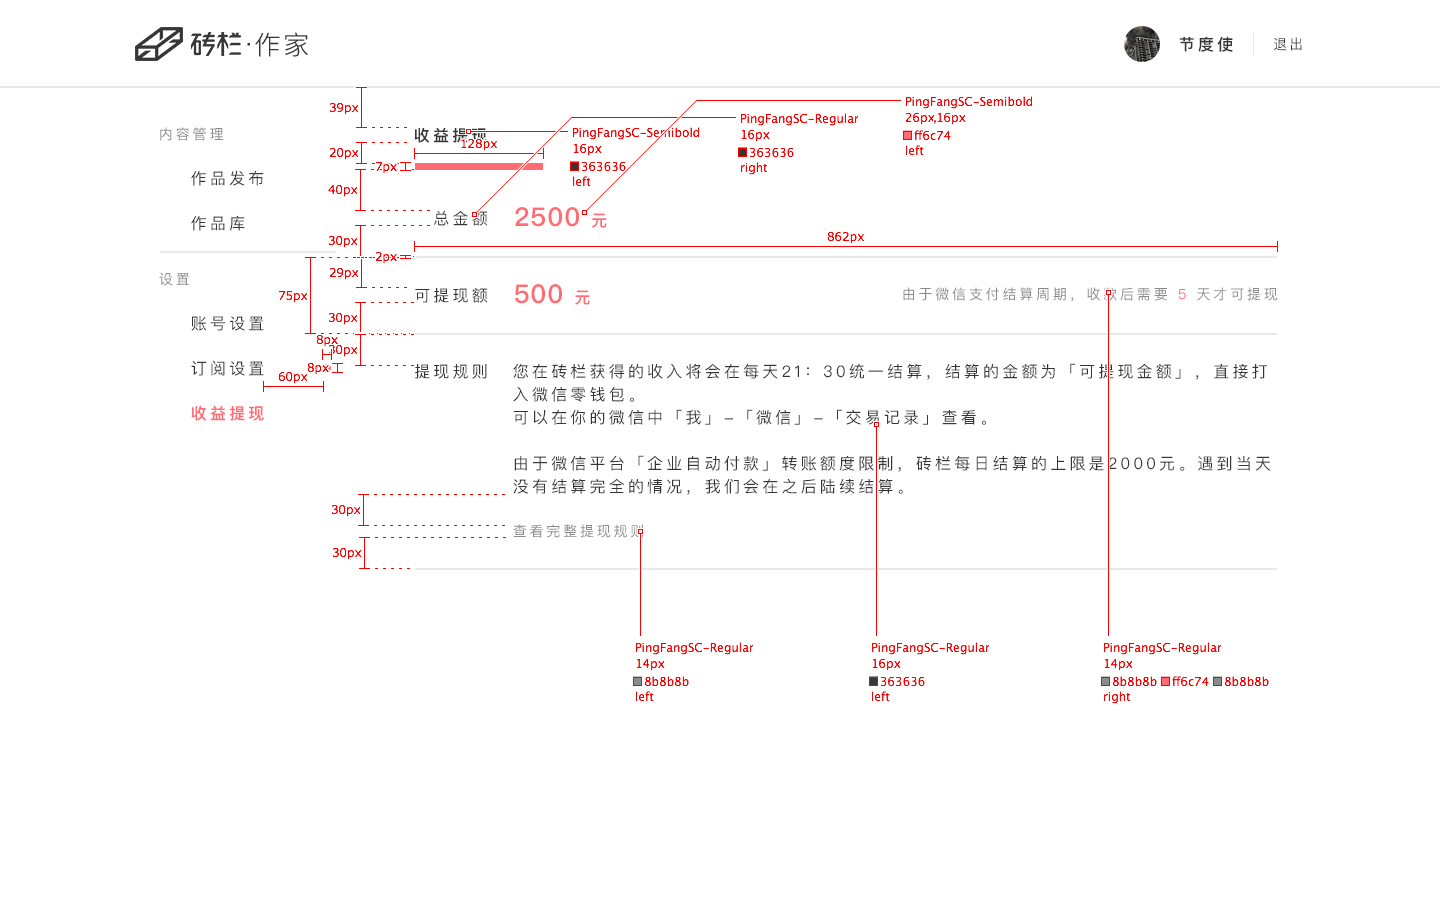 砖栏·作家
节度使
退出
39px
PingFangSC-Semibold
26px,16px
ff6c74
left
PingFangSC-Regular
16px
363636
right
内容管理
收益提现
PingFangSC-Semibold
16px
363636
left
128px
20px
7px
作品发布
40px
作品库
总金额
2500 元
30px
862px
2px
设置
29px
75px
可提现额
500 元
由于微信支付结算周期，收款后需要 5 天才可提现
账号设置
30px
8px
30px
订阅设置
8px
60px
提现规则
您在砖栏获得的收入将会在每天21：30统一结算，结算的金额为「可提现金额」，直接打
入微信零钱包。
可以在你的微信中「我」–「微信」–「交易记录」查看。
收益提现
由于微信平台「企业自动付款」转账额度限制，砖栏每日结算的上限是2000元。遇到当天
没有结算完全的情况，我们会在之后陆续结算。
30px
查看完整提现规则
30px
PingFangSC-Regular
14px
8b8b8b
left
PingFangSC-Regular
16px
363636
left
PingFangSC-Regular
14px
8b8b8b ff6c74 8b8b8b
right